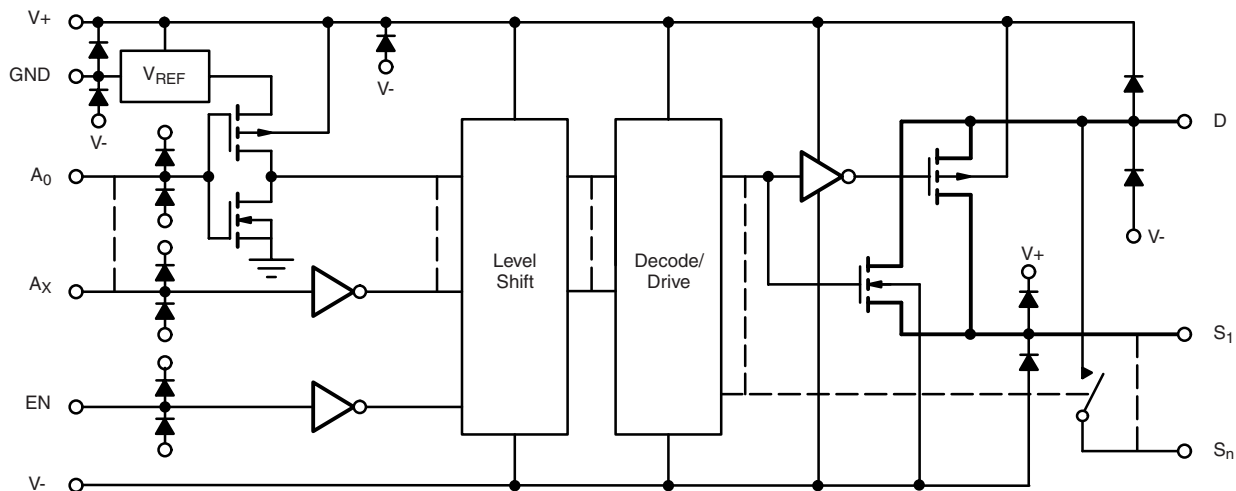 V+
GND
VREF
V-
V-
D
A0
V-
Level
Shift
Decode/
Drive
V+
AX
S1
EN
Sn
V-